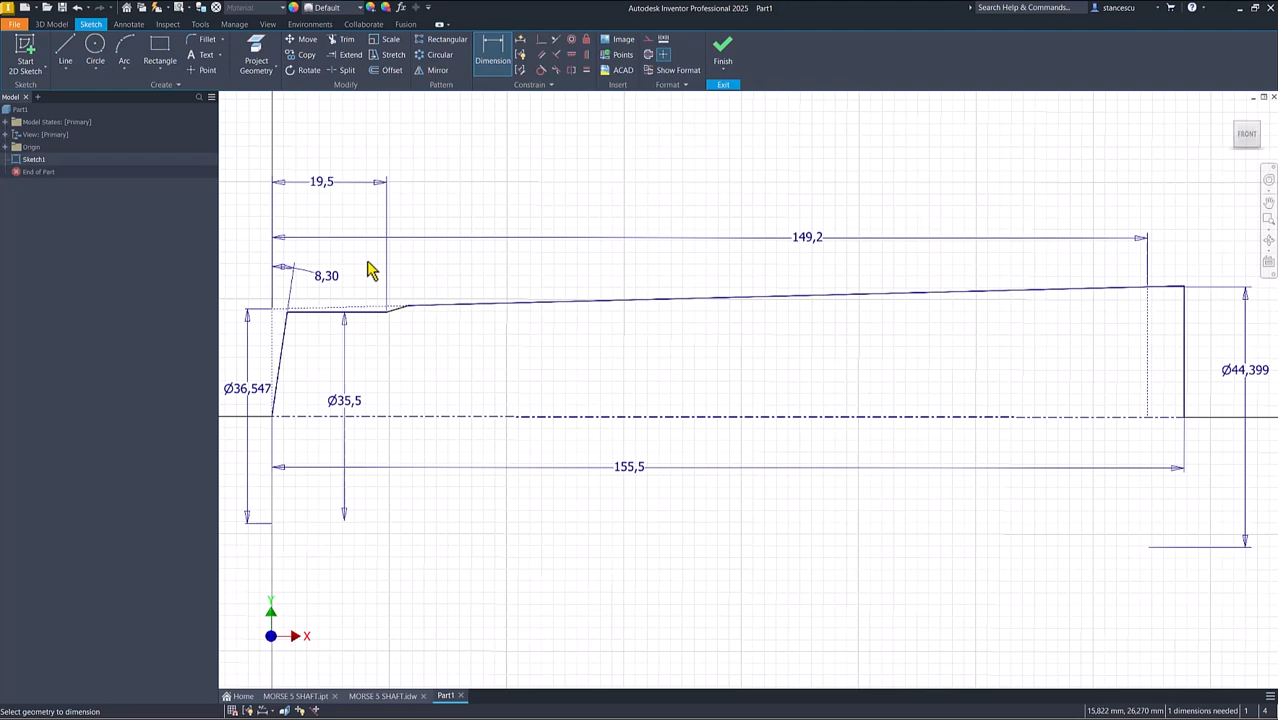 Material
Default
Autodesk Inventor Professional 2025 Part1
Search Help & Commands...
stancescu
File 3D Model Sketch Annotate Inspect Tools Manage View Environments Collaborate Fusion
Start
2D Sketch
Line
Circle
Arc
Rectangle
Fillet
Text
Point
Project
Geometry
Move
Copy
Rotate
Trim
Extend
Split
Scale
Stretch
Offset
Rectangular
Circular
Mirror
Dimension
Image
Points
ACAD
Show Format
Finish
Sketch
Create
Modify
Pattern
Constrain
Insert
Format
Exit
Model
Part1
Model States: [Primary]
View: [Primary]
Origin
Sketch1
End of Part
FRONT
19,5
149,2
8,30
Ø36,547
Ø35,5
Ø44,399
155,5
Y
X
Home MORSE 5 SHAFT.ipt MORSE 5 SHAFT.idw Part1
Select geometry to dimension
15,822 mm, 26,270 mm 1 dimensions needed 1 4